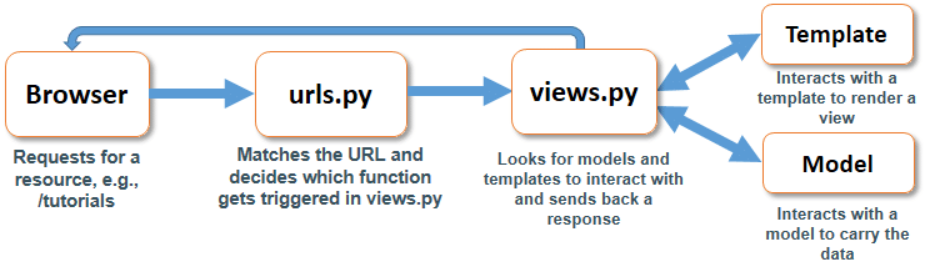 Browser
Requests for a
resource, e.g.,
/tutorials
urls.py
Matches the URL and
decides which function
gets triggered in views.py
views.py
Looks for models and
templates to interact with
and sends back a
response
Template
Interacts with a
template to render a
view
Model
Interacts with a
model to carry the
data